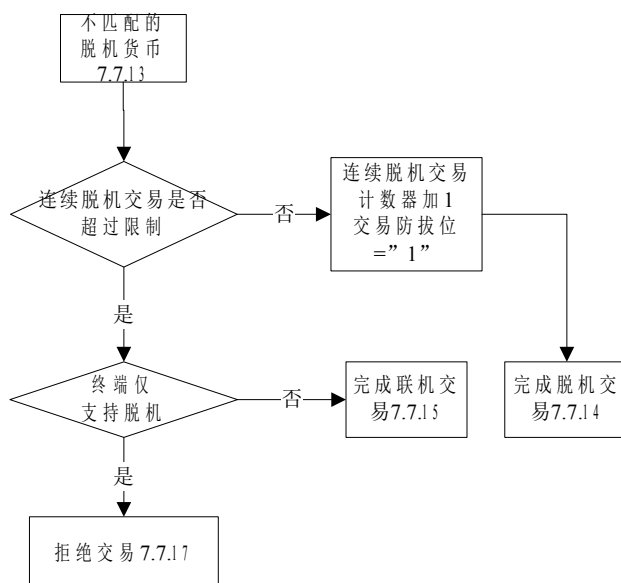 不匹配的
脱机货币
7.7.13
连续脱机交易是否
超过限制
否
连续脱机交易
计数器加1
交易防拔位
=”1”
是
终端仅
支持脱机
否
完成联机交
易7.7.15
完成脱机交
易7.7.14
是
拒绝交易7.7.17